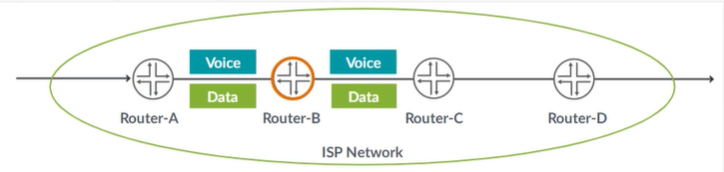 Voice Voice
Data Data
Router-A Router-B Router-C Router-D
ISP Network